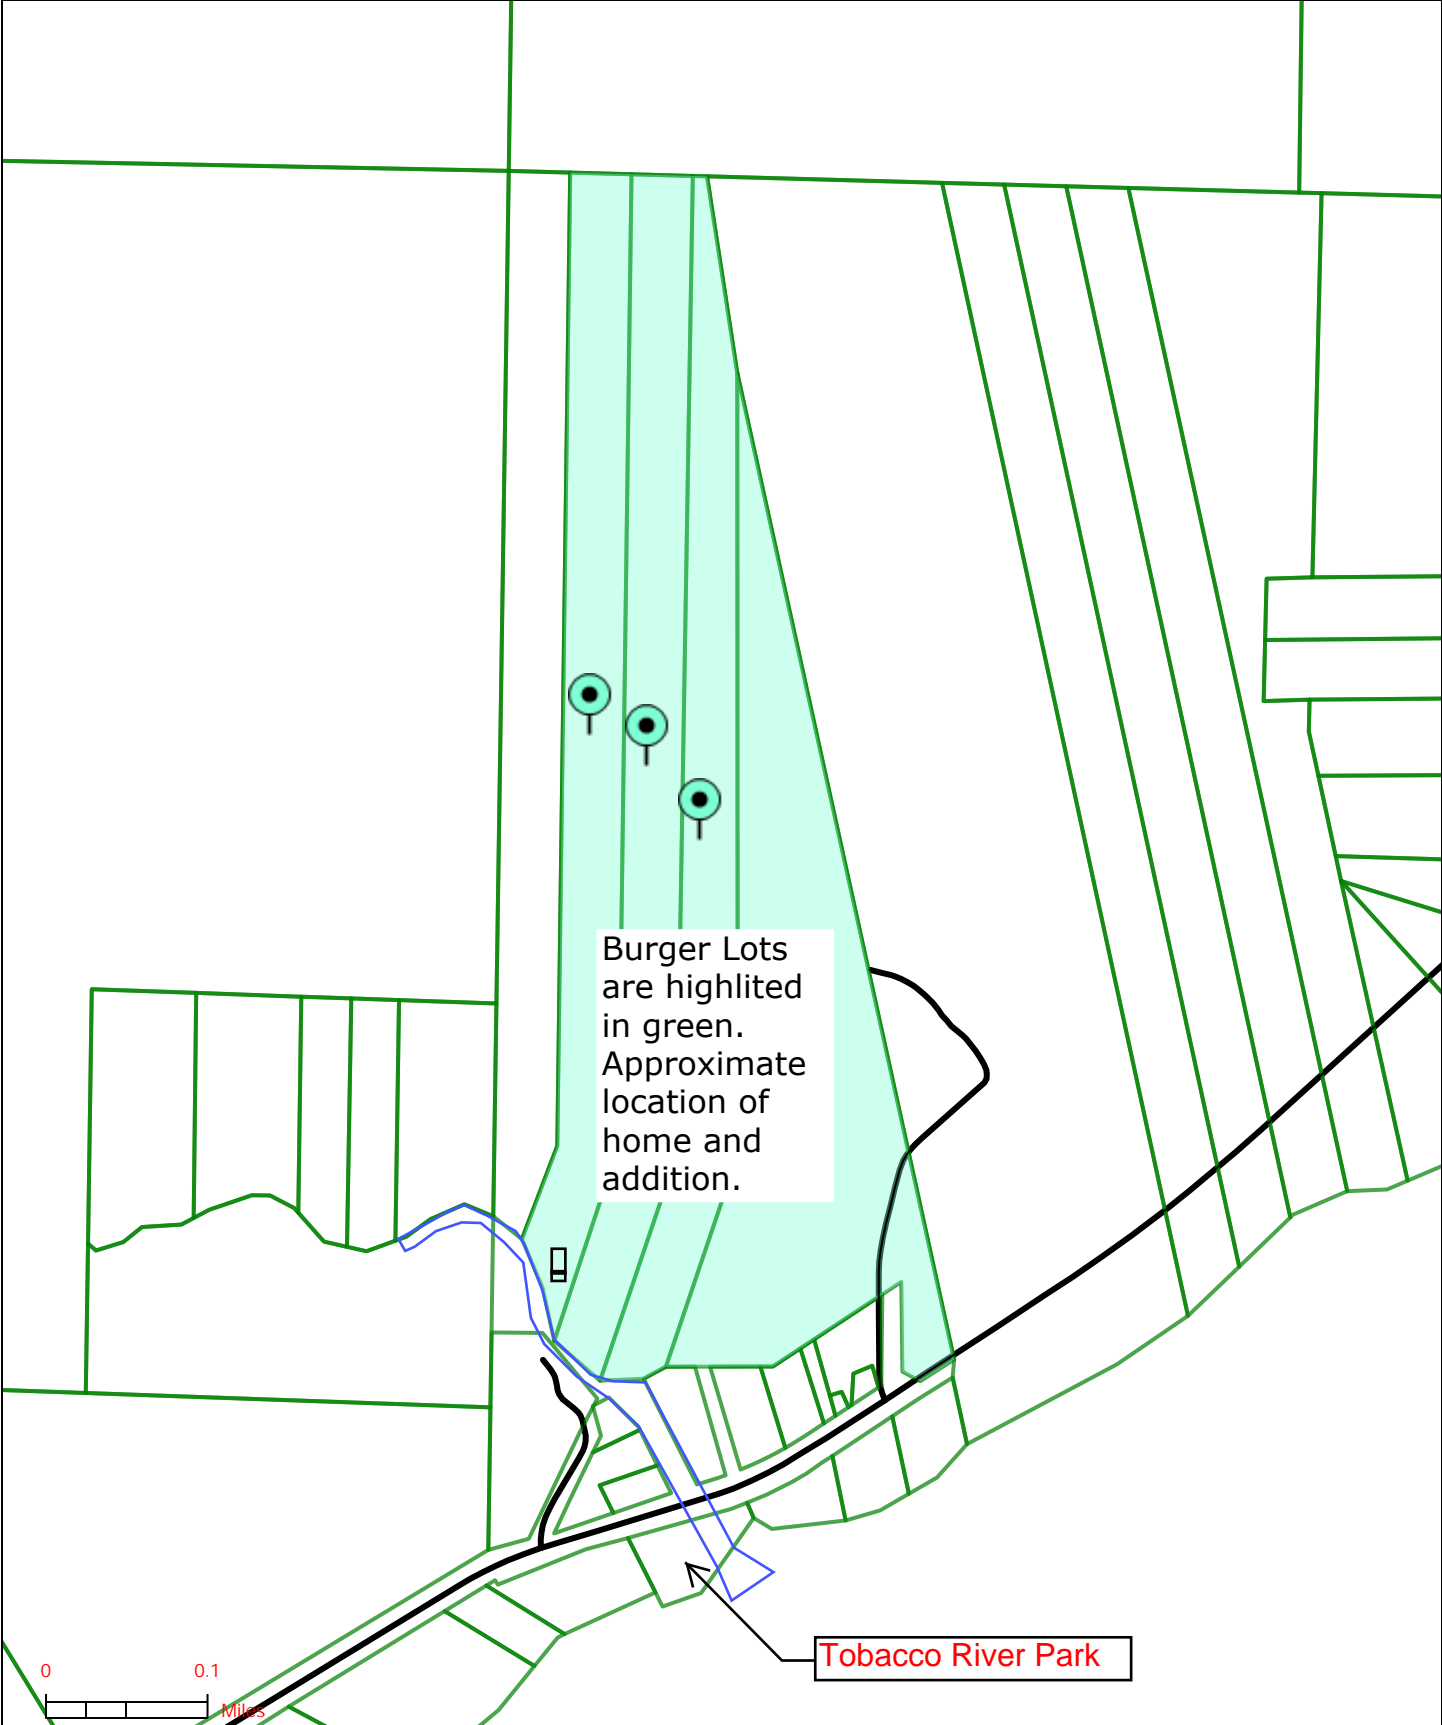 Burger Lots
are highlited
in green.
Approximate
location of
home and
addition.
Tobacco River Park
0 0.1
Miles